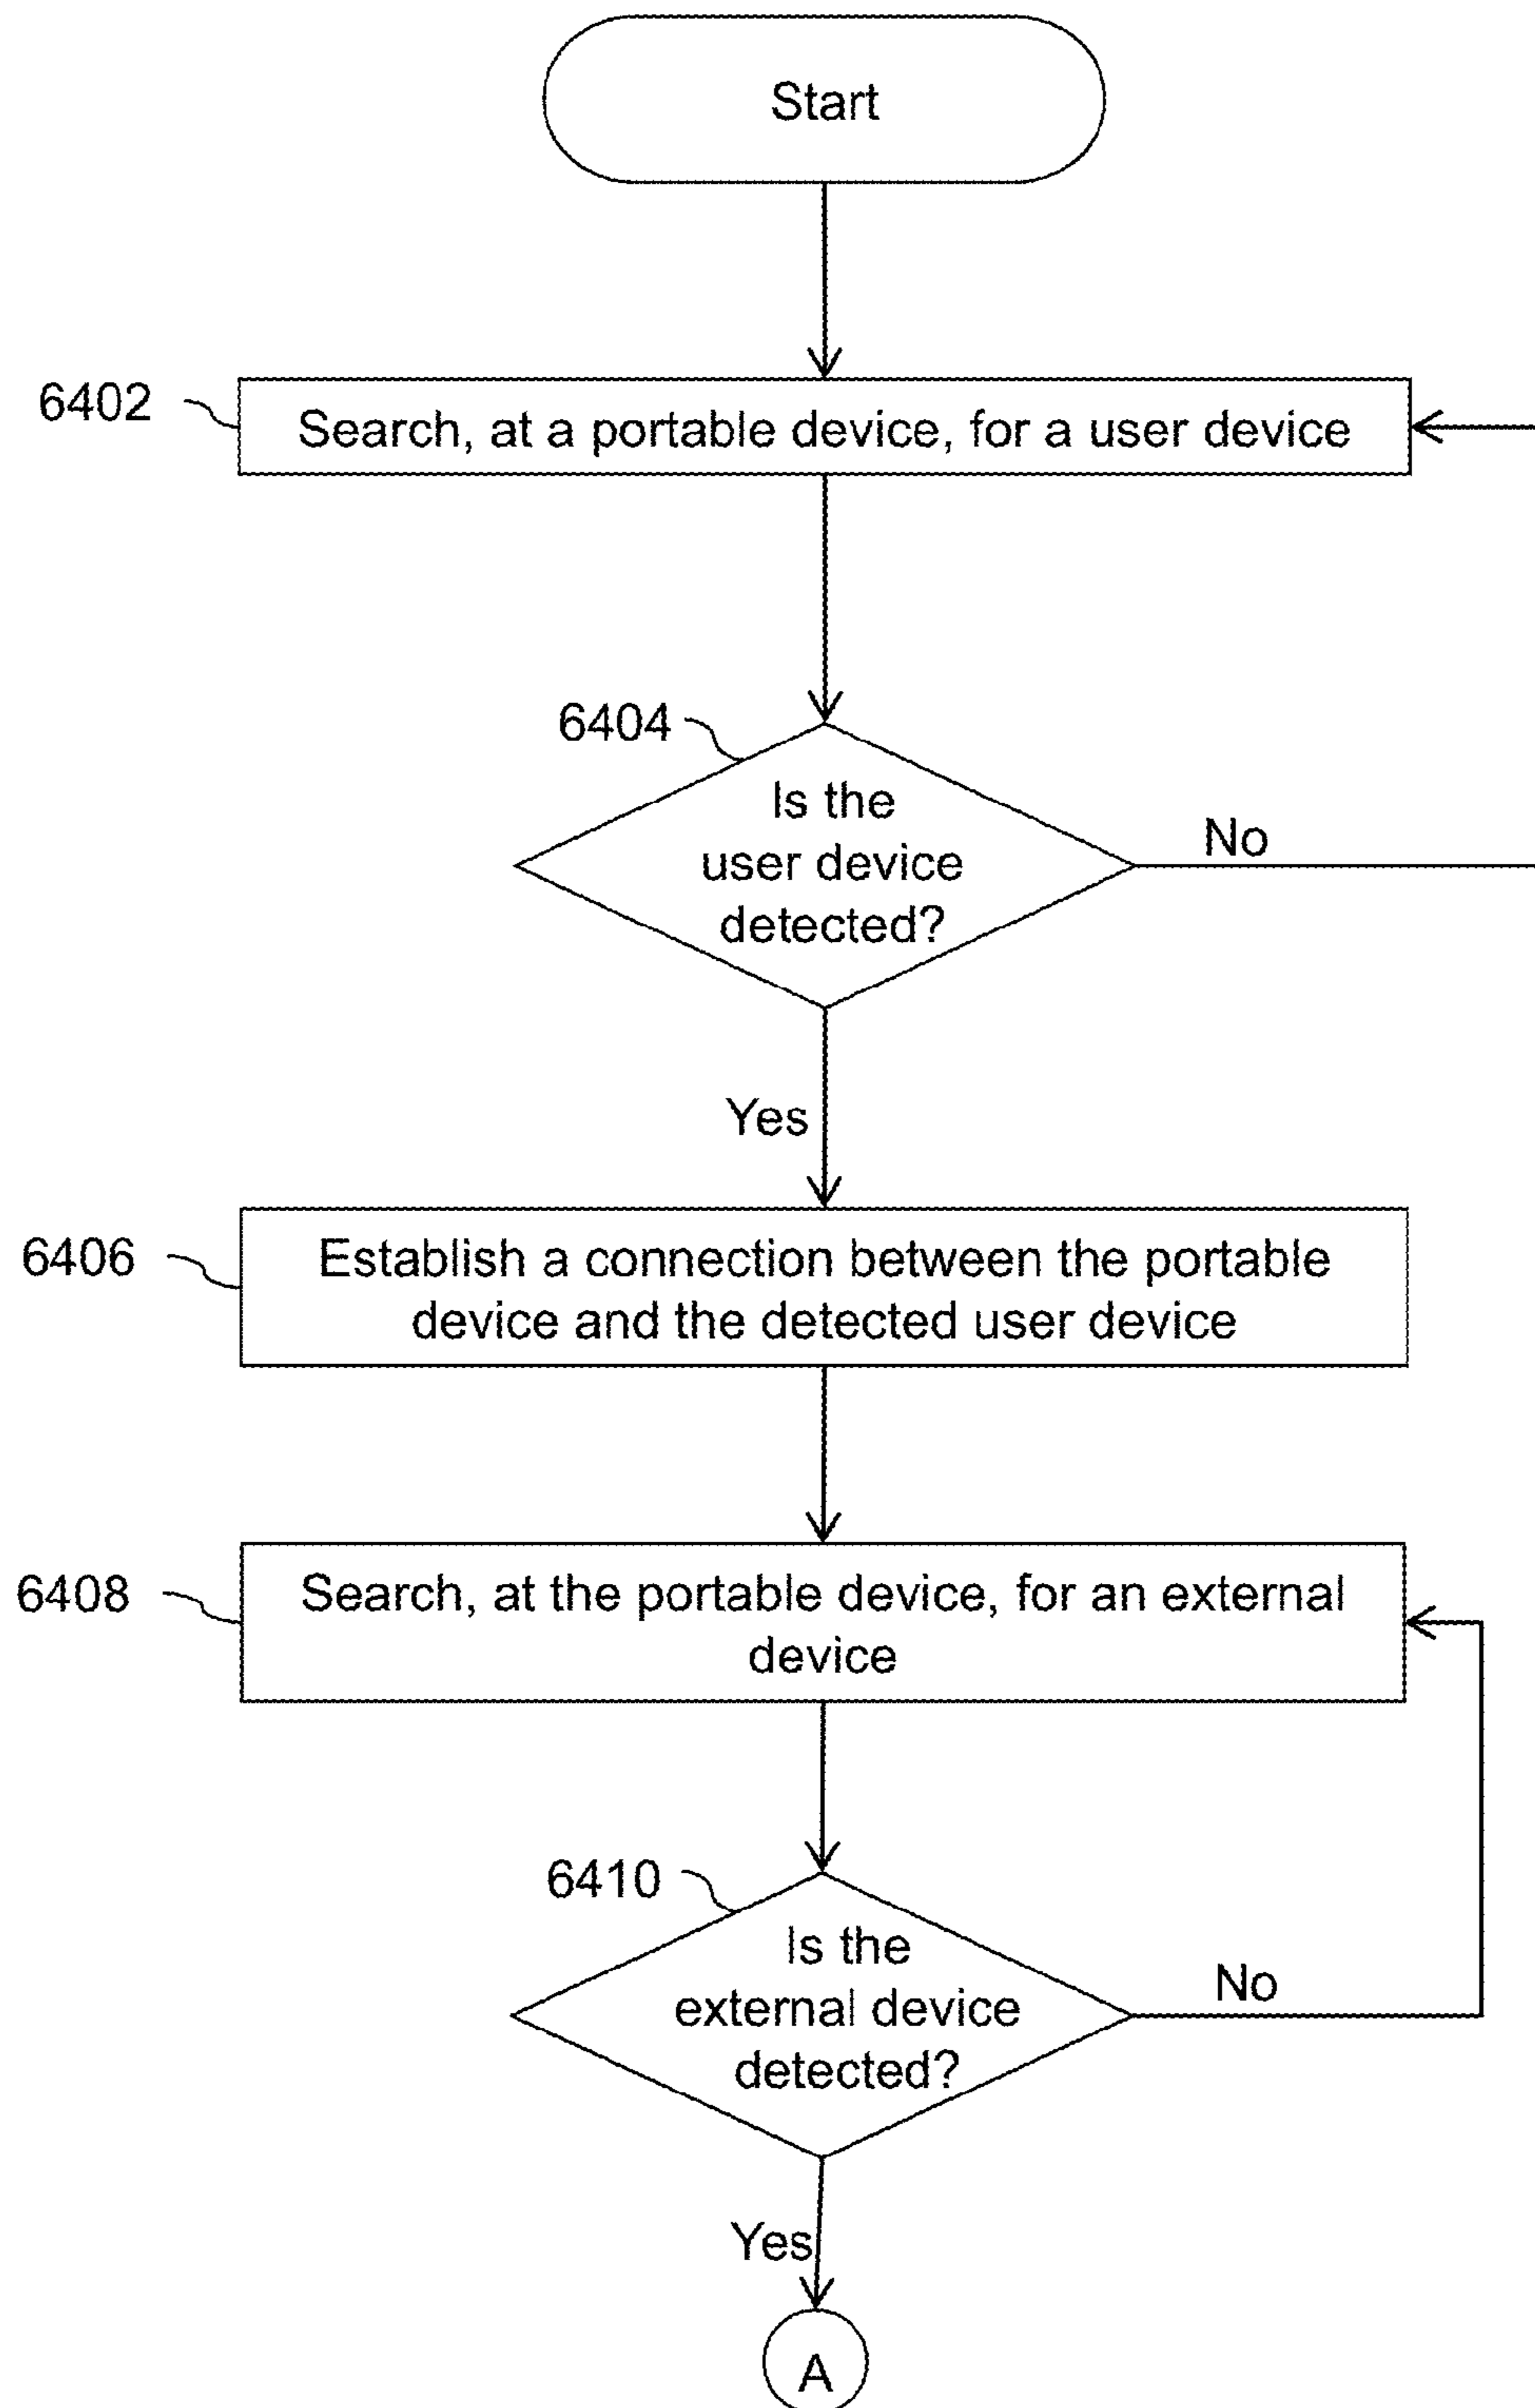 Start
6402
Search, at a portable device, for a user device
6404
Is the
user device
detected?
No
Yes
6406
Establish a connection between the portable
device and the detected user device
6408
Search, at the portable device, for an external
device
6410
Is the
external device
detected?
No
Yes
A